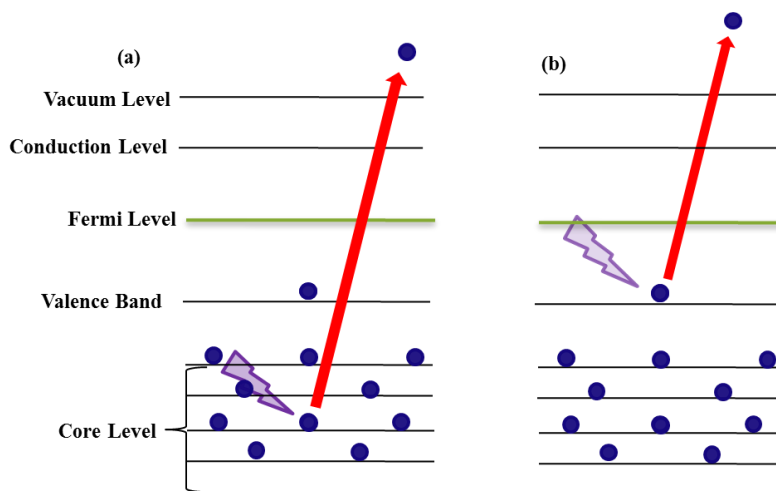 (a)
(b)
Vacuum Level
Conduction Level
Fermi Level
Valence Band
Core Level